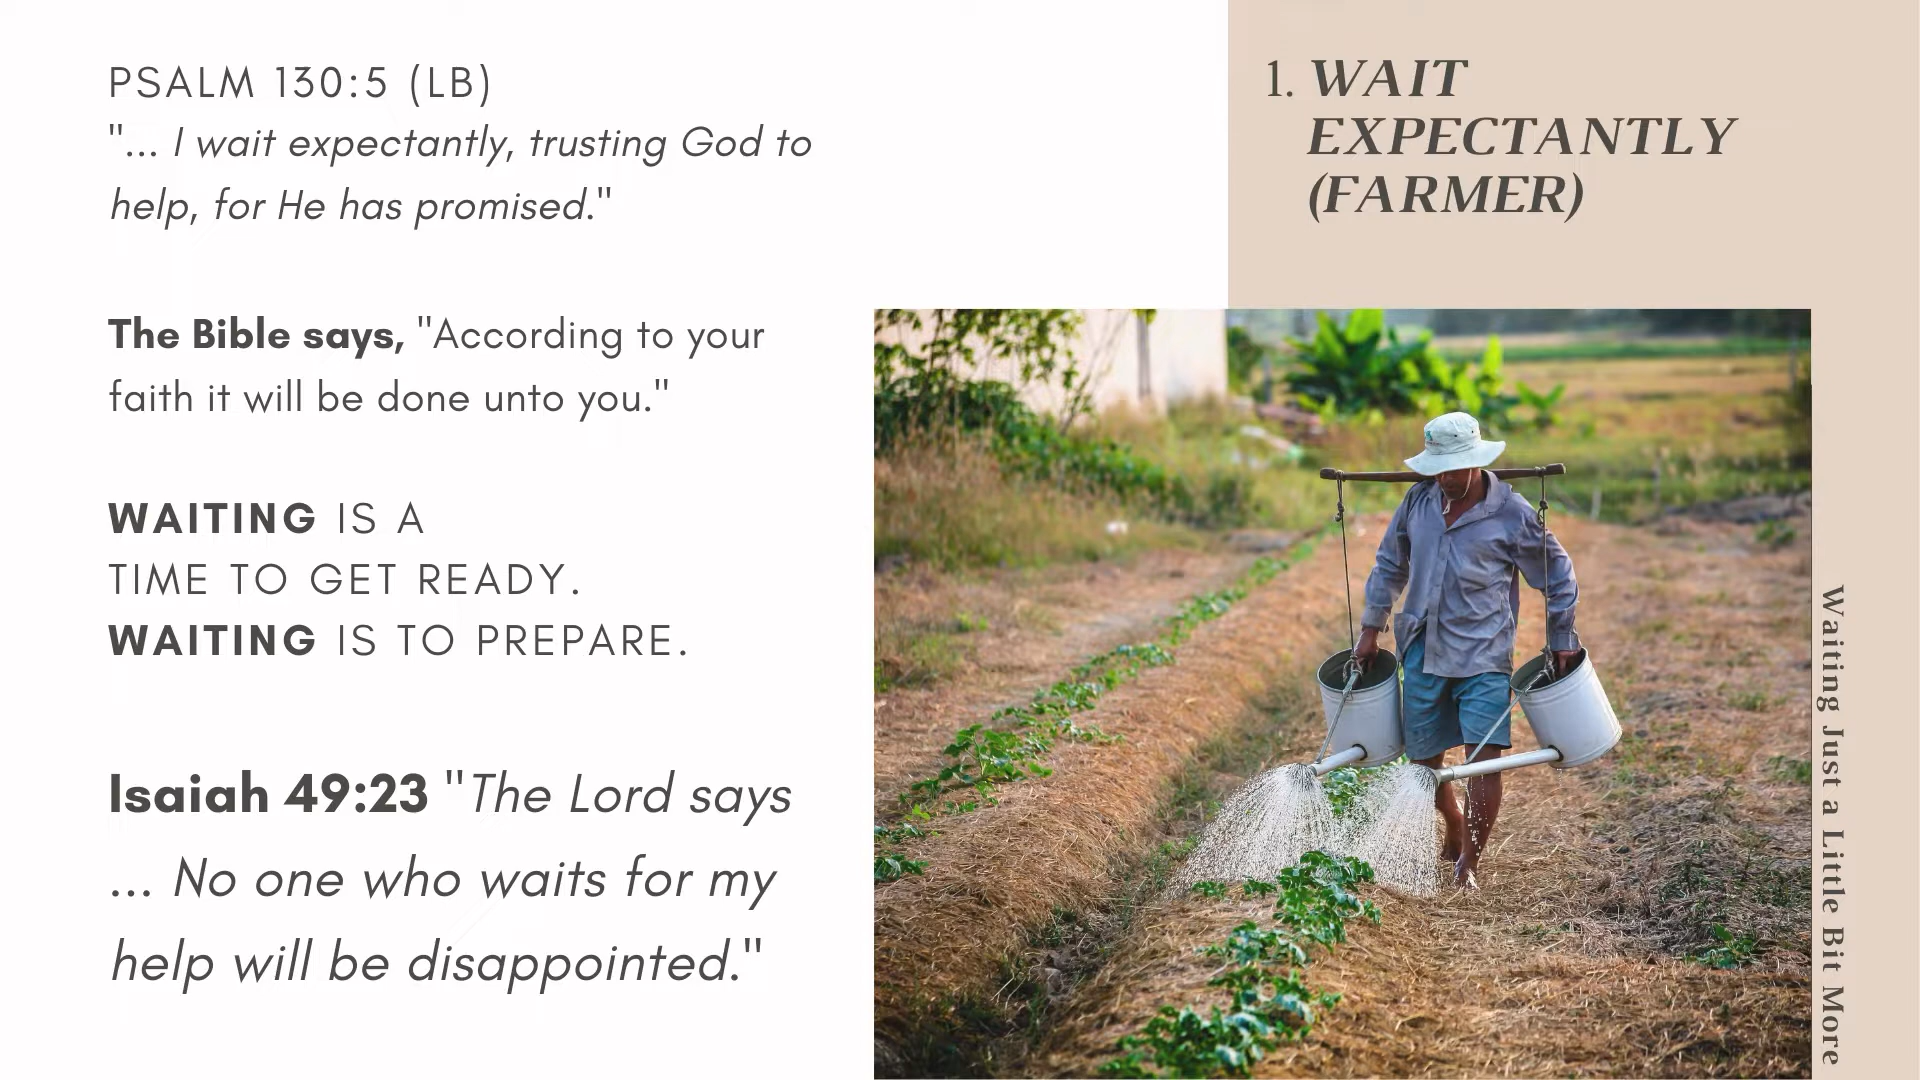 PSALM 130:5 (LB)
"... I wait expectantly, trusting God to
help, for He has promised."
The Bible says, "According to your
faith it will be done unto you."
WAITING IS A
TIME TO GET READY.
WAITING IS TO PREPARE.
Isaiah 49:23 "The Lord says
... No one who waits for my
help will be disappointed."
1. WAIT
EXPECTANTLY
(FARMER)
Waiting Just a Little Bit More